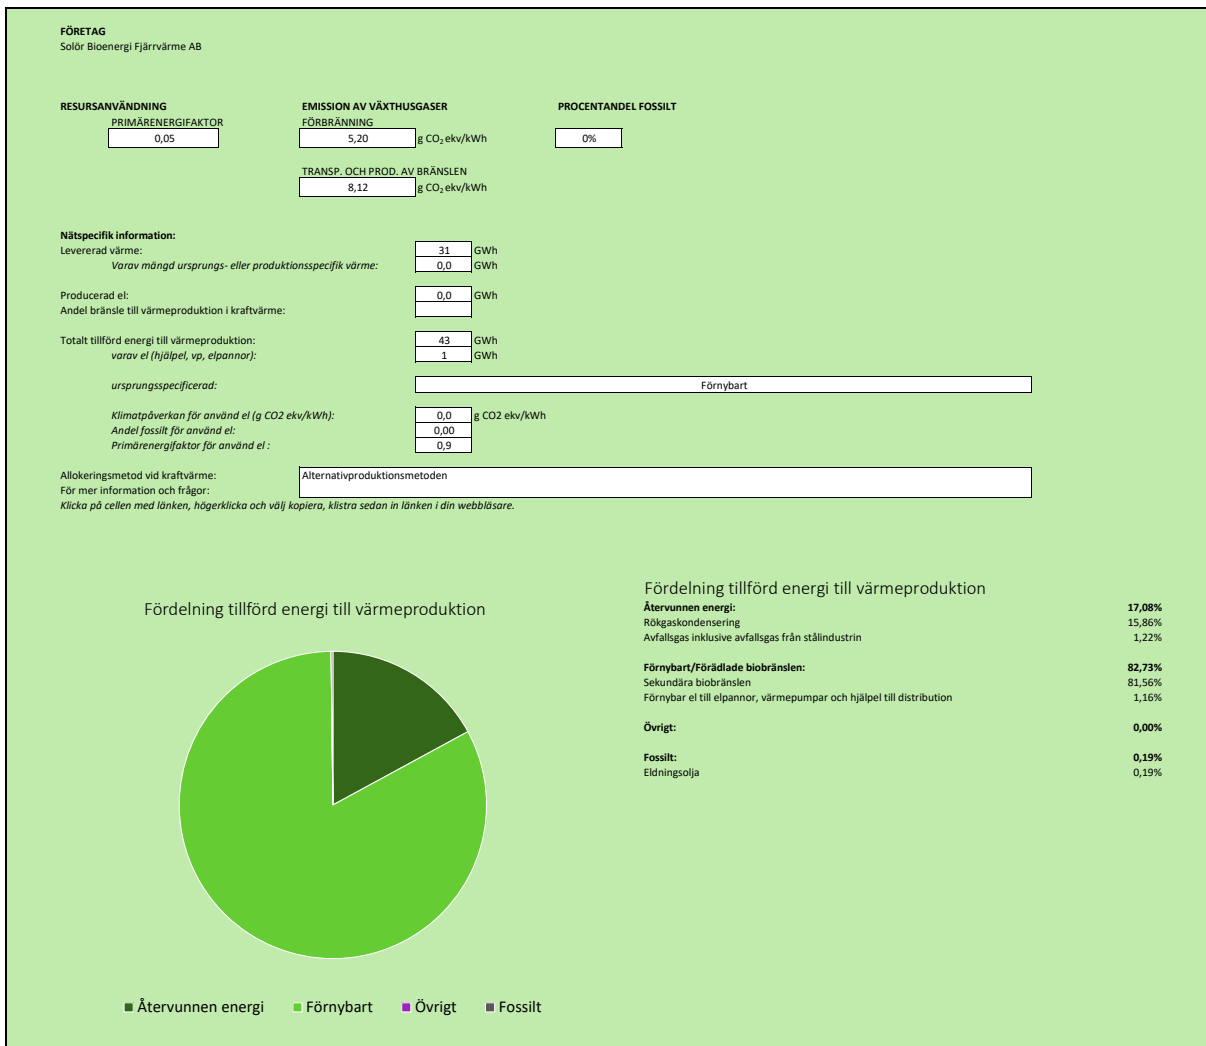 FÖRETAG
Solör Bioenergi Fjärrvärme AB
RESURSANVÄNDNING EMISSION AV VÄXTHUSGASER PROCENTANDEL FOSSILT
PRIMÄRENERGIFAKTOR FÖRBRÄNNING
0,05 5,20 g CO₂ ekv/kWh 0%
TRANSP. OCH PROD. AV BRÄNSLEN
8,12 g CO₂ ekv/kWh
Nätspecifik information:
Levererad värme: 31 GWh
Varav mängd ursprungs- eller produktionsspecifik värme: 0,0 GWh
Producerad el: 0,0 GWh
Andel bränsle till värmeproduktion i kraftvärme:
Totalt tillförd energi till värmeproduktion: 43 GWh
varav el (hjälpel, vp, elpannor): 1 GWh
ursprungsspecificerad: Förnybart
Klimatpåverkan för använd el (g CO2 ekv/kWh): 0,0 g CO2 ekv/kWh
Andel fossilt för använd el: 0,00
Primärenergifaktor för använd el : 0,9
Allokeringsmetod vid kraftvärme: Alternativproduktionsmetoden
För mer information och frågor:
Klicka på cellen med länken, högerklicka och välj kopiera, klistra sedan in länken i din webbläsare.
Fördelning tillförd energi till värmeproduktion
Återvunnen energi Förnybart Övrigt Fossilt
Fördelning tillförd energi till värmeproduktion
Återvunnen energi: 17,08%
Rökgaskondensering 15,86%
Avfallsgas inklusive avfallsgas från stålindustrin 1,22%
Förnybart/Förädlade biobränslen: 82,73%
Sekundära biobränslen 81,56%
Förnybar el till elpannor, värmepumpar och hjälpel till distribution 1,16%
Övrigt: 0,00%
Fossilt: 0,19%
Eldningsolja 0,19%